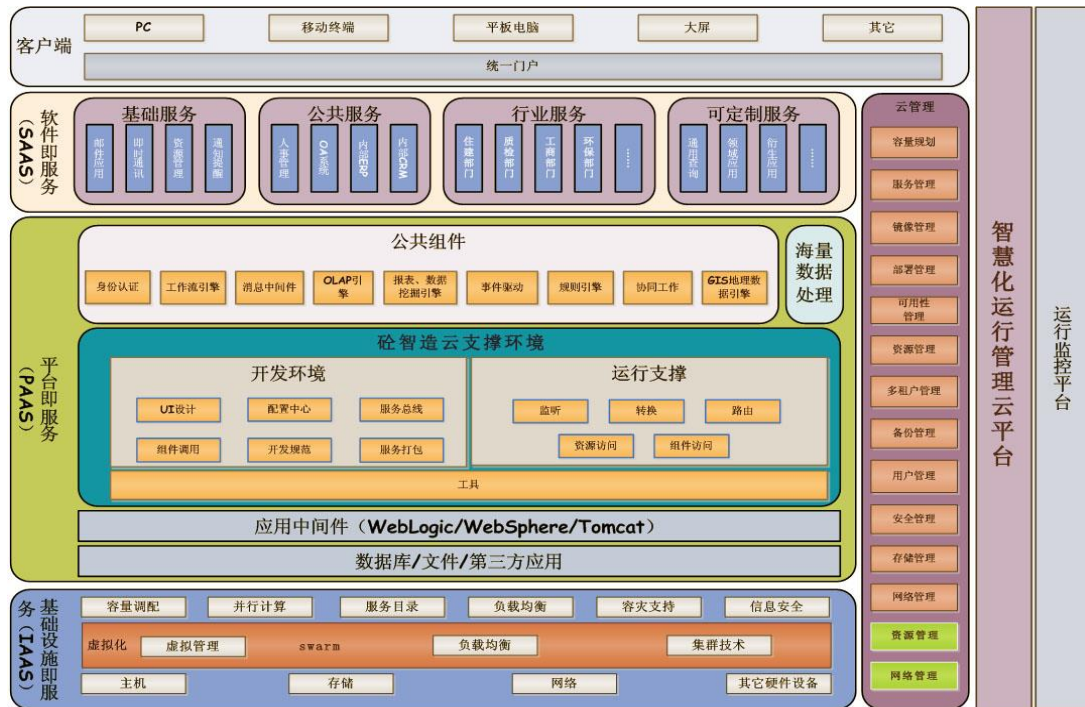 客户端
PC
移动终端
平板电脑
大屏
其它
统一门户
软件即服务
(SAAS)
基础服务
邮件应用
即时通讯
资源管理
通知提醒
公共服务
人事管理
OA系统
内部ERP
内部CRM
行业服务
住建部门
质检部门
工商部门
环保部门
……
可定制服务
通用查询
领域应用
衍生应用
……
平台即服务
(PAAS)
公共组件
身份认证
工作流引擎
消息中间件
OLAP引
擎
报表、数据
挖掘引擎
事件驱动
规则引擎
协同工作
GIS地理数
据引擎
海量
数据
处理
砼智造云支撑环境
开发环境
UI设计
配置中心
服务总线
组件调用
开发规范
服务打包
运行支撑
监听
转换
路由
资源访问
组件访问
工具
应用中间件（WebLogic/WebSphere/Tomcat）
数据库/文件/第三方应用
基础设施即服
务(IAAS)
容量调配
并行计算
服务目录
负载均衡
容灾支持
信息安全
虚拟化
虚拟管理
swarm
负载均衡
集群技术
主机
存储
网络
其它硬件设备
云管理
容量规划
服务管理
镜像管理
部署管理
可用性
管理
资源管理
多租户管理
备份管理
用户管理
安全管理
存储管理
网络管理
资源管理
网络管理
智慧化运行管理云平台
运行监控平台